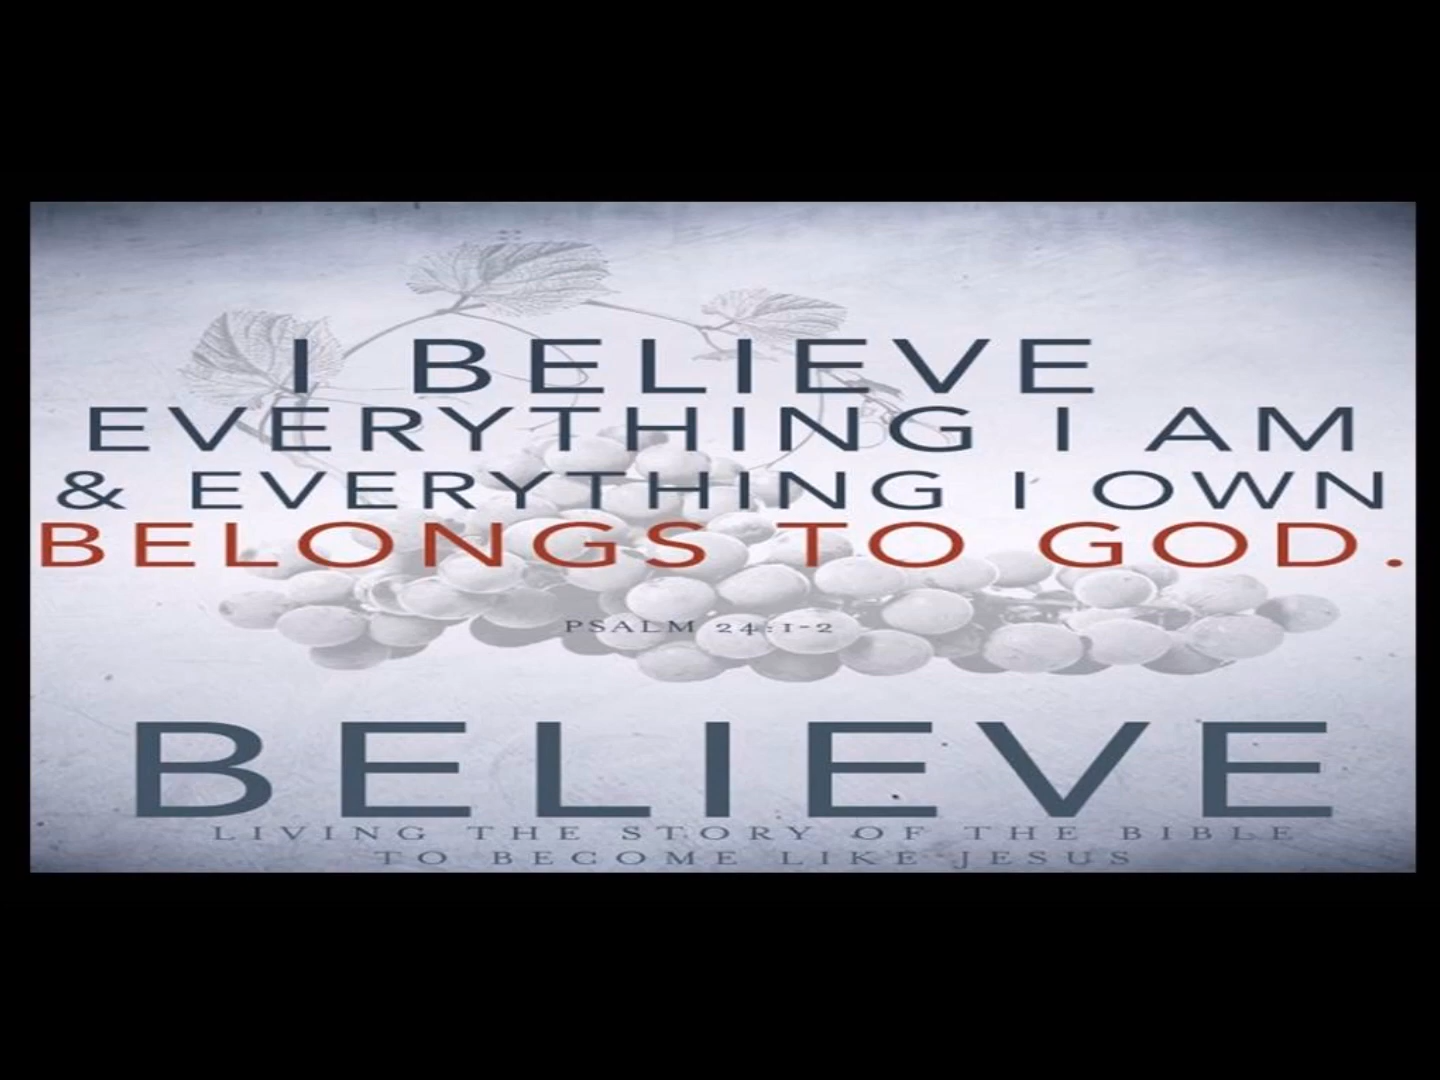 I BELIEVE
EVERYTHING I AM
& EVERYTHING I OWN
BELONGS TO GOD.
PSALM 24:1-2
BELIEVE
LIVING THE STORY OF THE BIBLE
TO BECOME LIKE JESUS